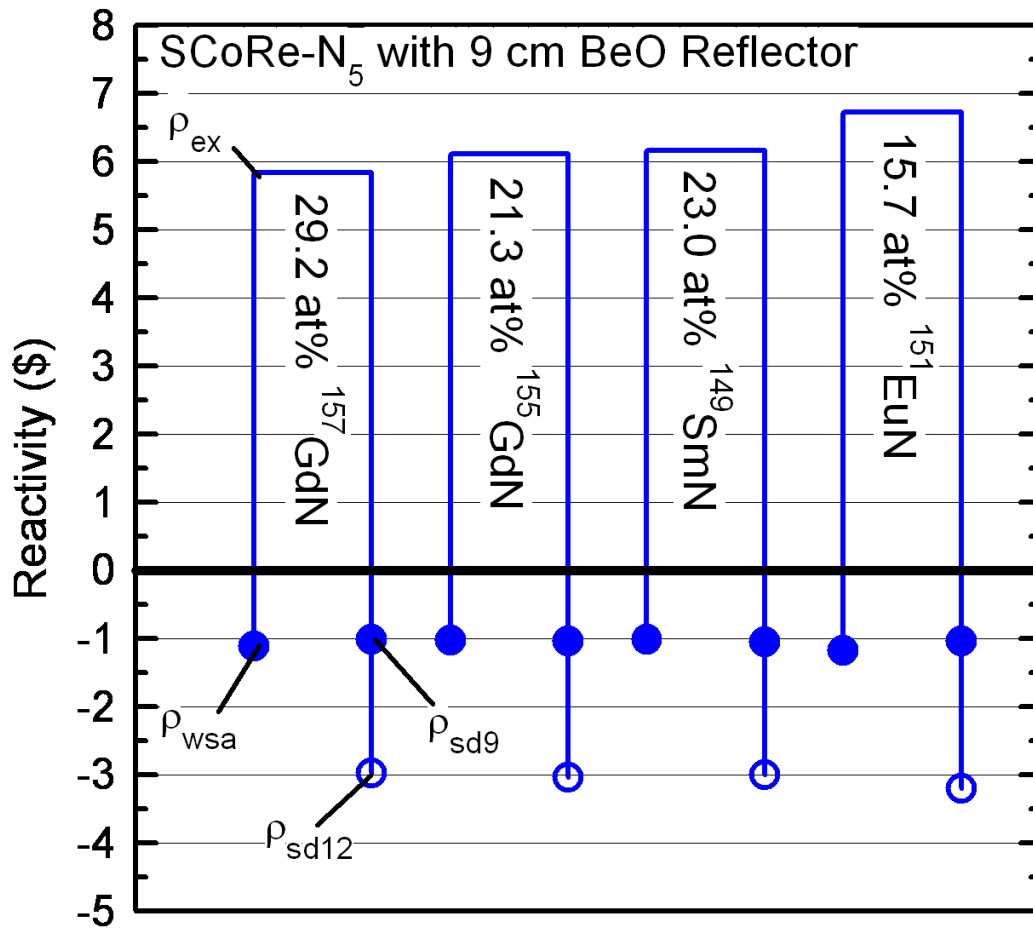 SCoRe-N₅ with 9 cm BeO Reflector
Reactivity ($)
8
7
6
5
4
3
2
1
0
-1
-2
-3
-4
-5
ρex
29.2 at% ¹⁵⁷GdN
21.3 at% ¹⁵⁵GdN
23.0 at% ¹⁴⁹SmN
15.7 at% ¹⁵¹EuN
ρwsa
ρsd9
ρsd12